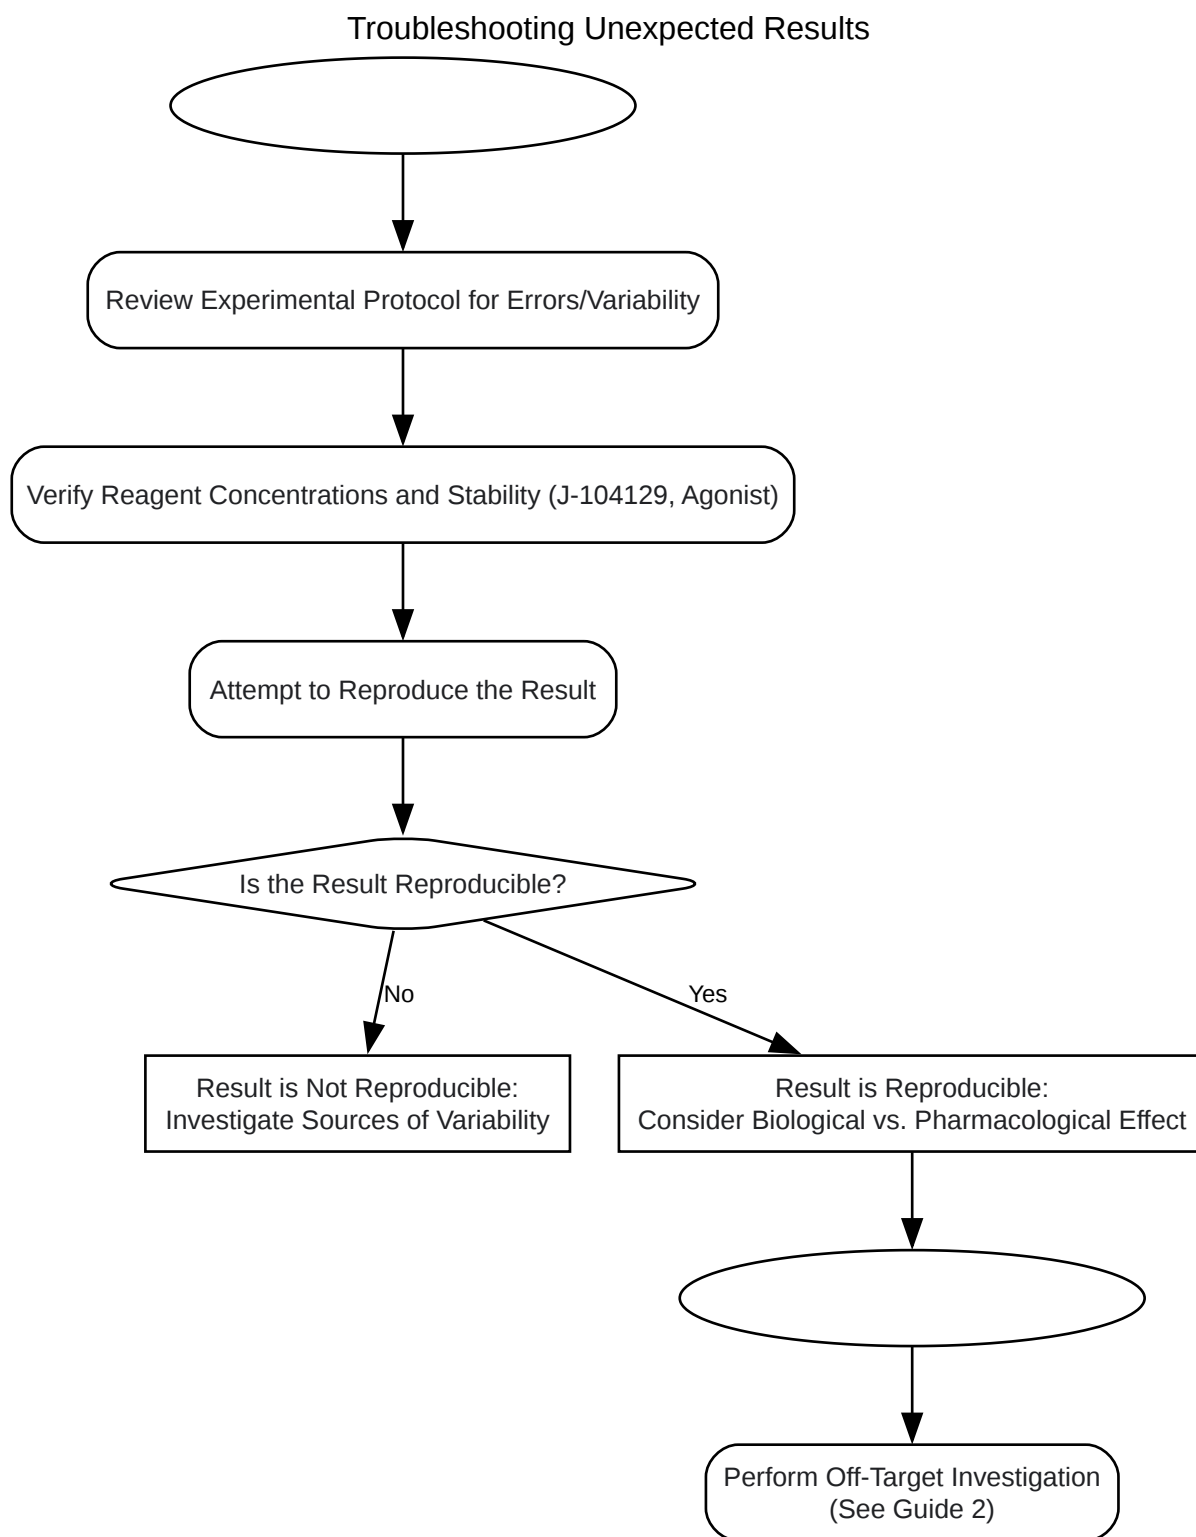 Troubleshooting Unexpected Results
Review Experimental Protocol for Errors/Variability
Verify Reagent Concentrations and Stability (J-104129, Agonist)
Attempt to Reproduce the Result
Is the Result Reproducible?
No
Yes
Result is Not Reproducible:
Investigate Sources of Variability
Result is Reproducible:
Consider Biological vs. Pharmacological Effect
Perform Off-Target Investigation
(See Guide 2)